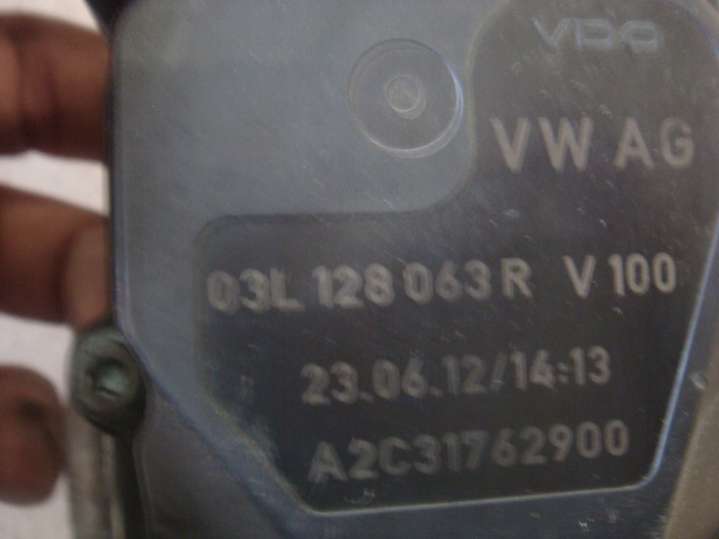 VDO
VW AG
03L 128 063 R V 100
23.06.12/14:13
A2C31762900